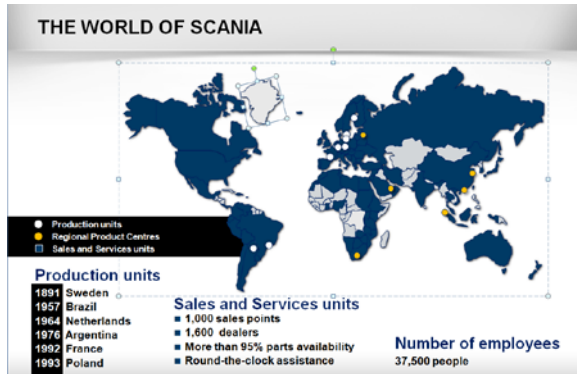 THE WORLD OF SCANIA
Production units
Regional Product Centres
Sales and Services units
Production units
1891 Sweden
1957 Brazil
1964 Netherlands
1976 Argentina
1992 France
1993 Poland
Sales and Services units
1,000 sales points
1,600 dealers
More than 95% parts availability
Round-the-clock assistance
Number of employees
37,500 people